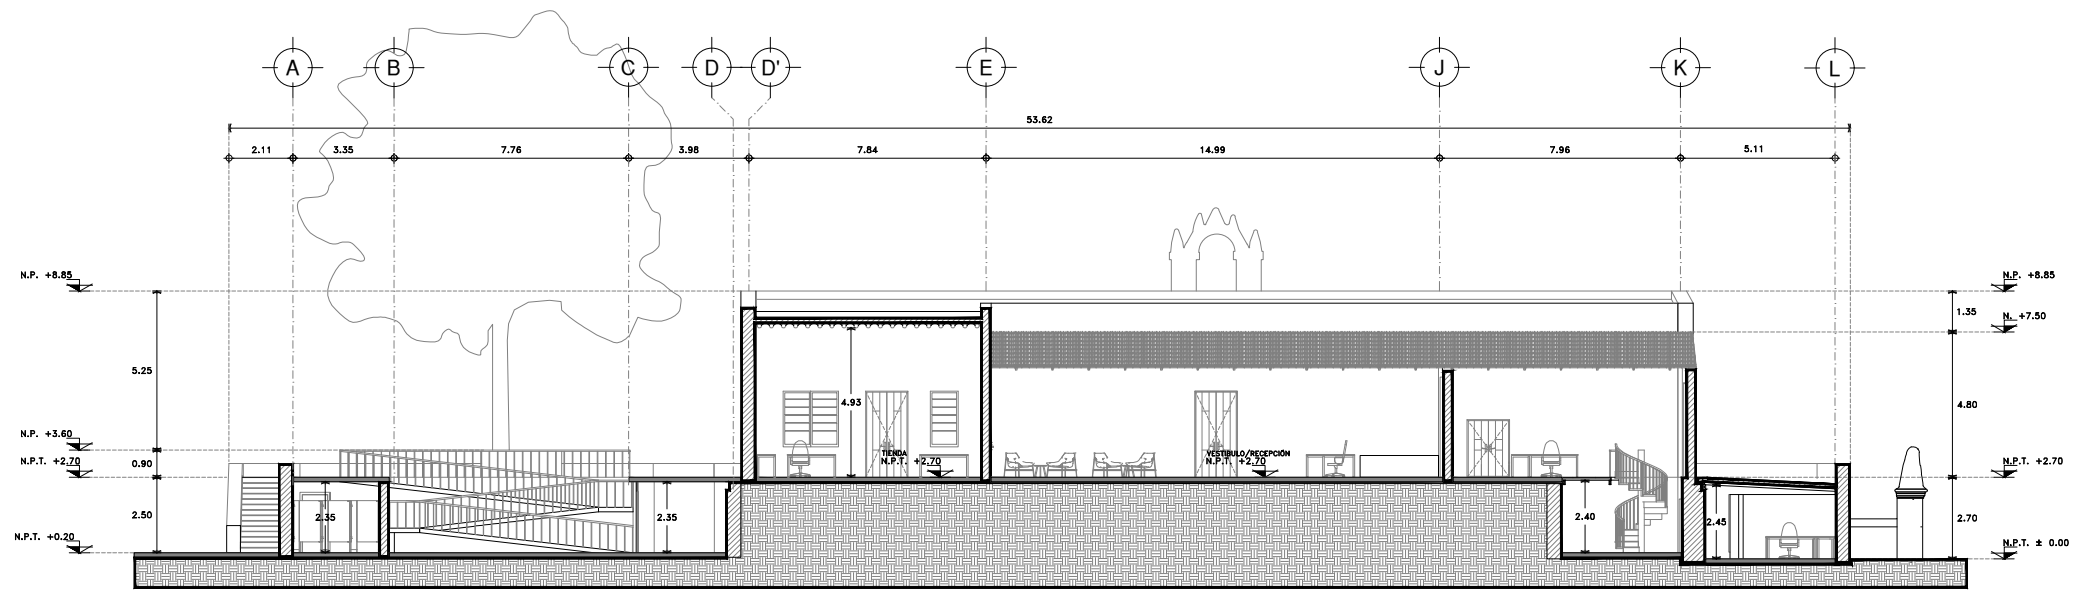 A B C D D' E J K L
53.62
2.11 3.35 7.76 3.98 7.84 14.99 7.96 5.11
N.P. +8.85
N.P. +8.85
1.35
N. +7.50
5.25
4.93
4.80
N.P. +3.60
TIENDA
N.P.T. +2.70
VESTIBULO/RECEPCIÓN
N.P.T. +2.70
N.P.T. +2.70
0.90
N.P.T. +2.70
2.50
2.35
2.35
2.40
2.45
2.70
N.P.T. +0.20
N.P.T. ± 0.00